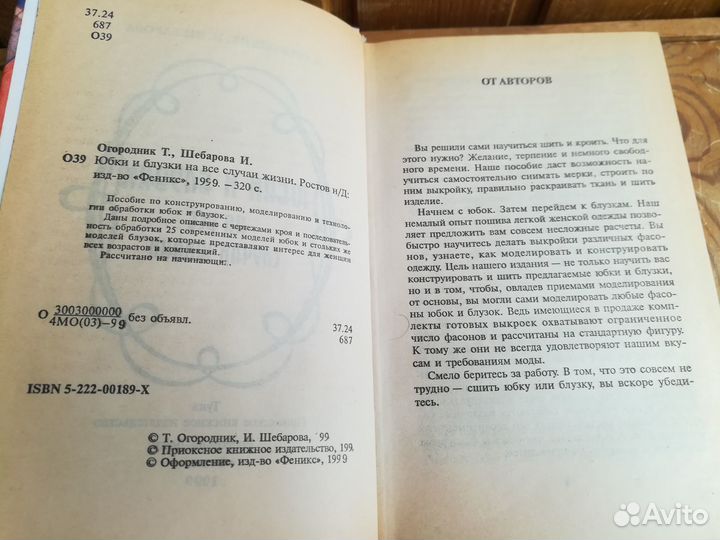 37.24
687
О39
Огородник Т., Шебарова И.
О39 Юбки и блузки на все случаи жизни. Ростов н/Д:
изд-во «Феникс», 1999. —320 с.
Пособие по конструированию, моделированию и техноло-
гии обработки юбок и блузок.
Даны подробное описание с чертежами кроя и последователь-
ность обработки 25 современных моделей юбок и стольких же
моделей блузок, которые представляют интерес для женщин
всех возрастов и комплекций.
Рассчитано на начинающих.
О 3003000000 без объявл.
4МО(03)—99
37.24
687
ISBN 5-222-00189-X
© Т. Огородник, И. Шебарова, 99
© Приокское книжное издательство, 199
© Оформление, изд-во «Феникс», 1999
ОТ АВТОРОВ
Вы решили сами научиться шить и кроить. Что для
этого нужно? Желание, терпение и немного свобод-
ного времени. Наше пособие даст возможность на-
учиться самостоятельно снимать мерки, строить по
ним выкройку, правильно раскраивать ткань и шить
изделие.
Начнем с юбок. Затем перейдем к блузкам. Наш
немалый опыт пошива легкой женской одежды позво-
ляет предложить вам совсем несложные расчеты. Вы
быстро научитесь делать выкройки различных фасо-
нов, узнаете, как моделировать и конструировать
одежду. Цель нашего издания — не только научить вас
конструировать и шить предлагаемые юбки и блузки,
но и в том, чтобы, овладев приемами моделирования
от основы, вы могли сами моделировать любые фасо-
ны юбок и блузок. Ведь имеющиеся в продаже комп-
лекты готовых выкроек охватывают ограниченное
число фасонов и рассчитаны на стандартную фигуру.
К тому же они не всегда удовлетворяют нашим вку-
сам и требованиям моды.
Смело беритесь за работу. В том, что это совсем не
трудно — сшить юбку или блузку, вы вскоре убеди-
тесь.
Avito